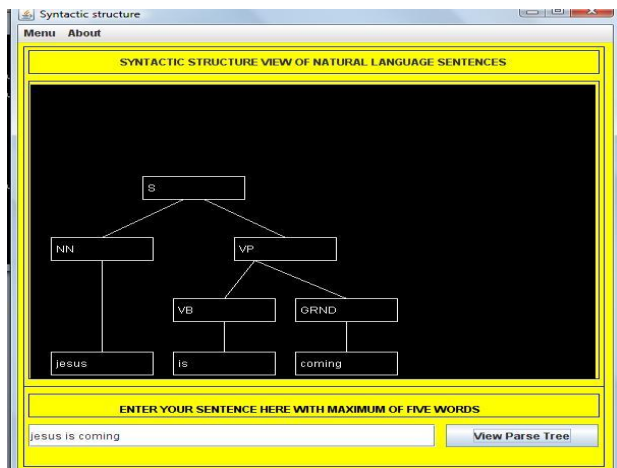 Syntactic structure
Menu About
SYNTACTIC STRUCTURE VIEW OF NATURAL LANGUAGE SENTENCES
S
NN VP
VB GRND
jesus is coming
ENTER YOUR SENTENCE HERE WITH MAXIMUM OF FIVE WORDS
jesus is coming View Parse Tree